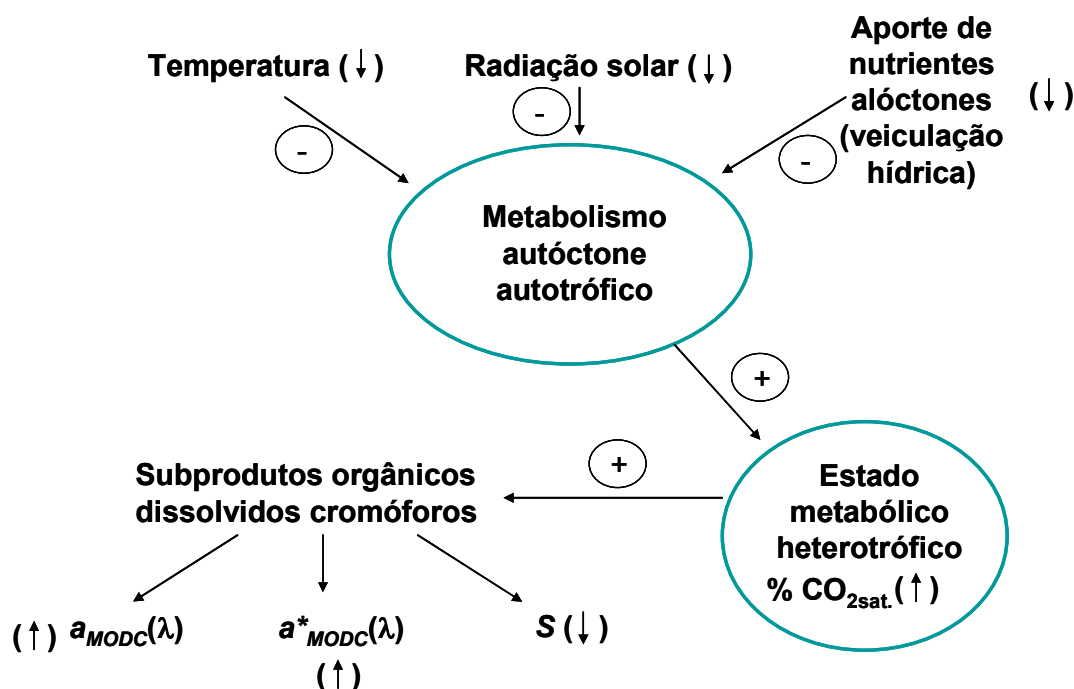 Temperatura (↓)
Radiação solar (↓)
Aporte de
nutrientes
alóctones (↓)
(veiculação
hídrica)
-
-
-
Metabolismo
autóctone
autotrófico
+
+
Subprodutos orgânicos
dissolvidos cromóforos
Estado
metabólico
heterotrófico
% CO₂sat.(↑)
(↑) aMODC(λ)
a*MODC(λ)
(↑)
S (↓)